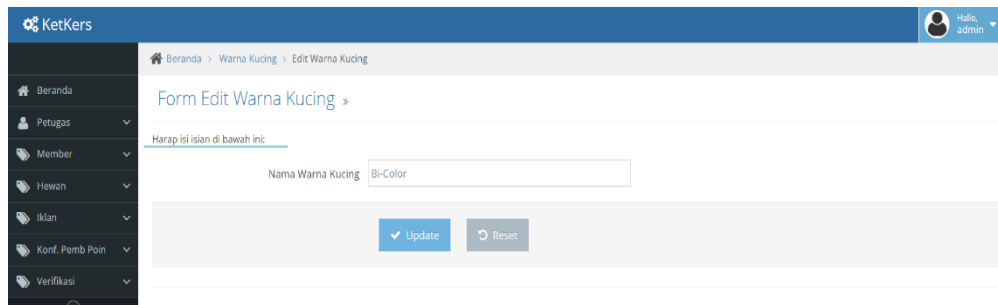 KetKers
Hallo,
admin
Beranda > Warna Kucing > Edit Warna Kucing
Beranda
Petugas
Member
Hewan
Iklan
Konf. Pemb Poin
Verifikasi
Form Edit Warna Kucing »
Harap isi isian di bawah ini:
Nama Warna Kucing Bi-Color
Update Reset